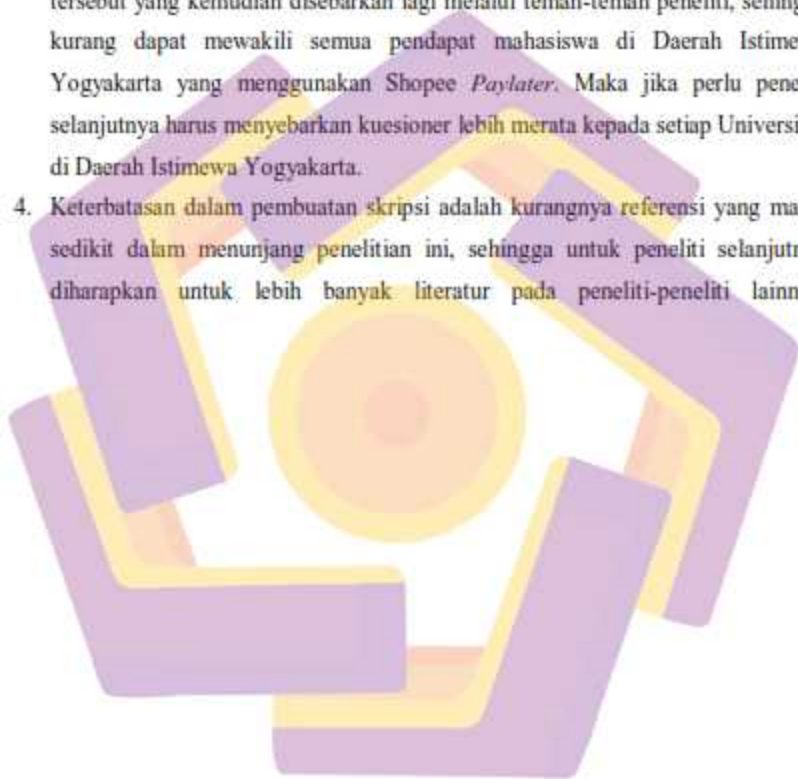 tersebut yang kemudian disebarkan lagi melalui teman-teman peneliti, sehing
kurang dapat mewakili semua pendapat mahasiswa di Daerah Istime
Yogyakarta yang menggunakan Shopee Paylater. Maka jika perlu pene
selanjutnya harus menyebarkan kuesioner lebih merata kepada setiap Universi
di Daerah Istimewa Yogyakarta.
4. Keterbatasan dalam pembuatan skripsi adalah kurangnya referensi yang ma
sedikit dalam menunjang penelitian ini, sehingga untuk peneliti selanjut
diharapkan untuk lebih banyak literatur pada peneliti-peneliti lainn